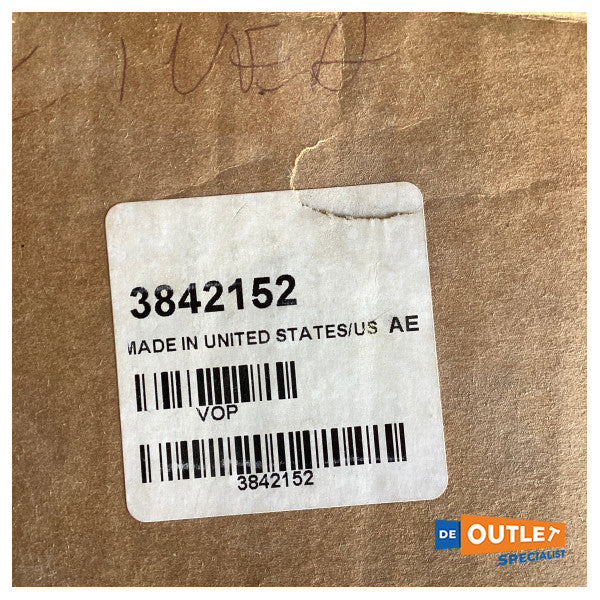 3842152
MADE IN UNITED STATES/US AE
VOP
3842152
DE OUTLET
SPECIALIST